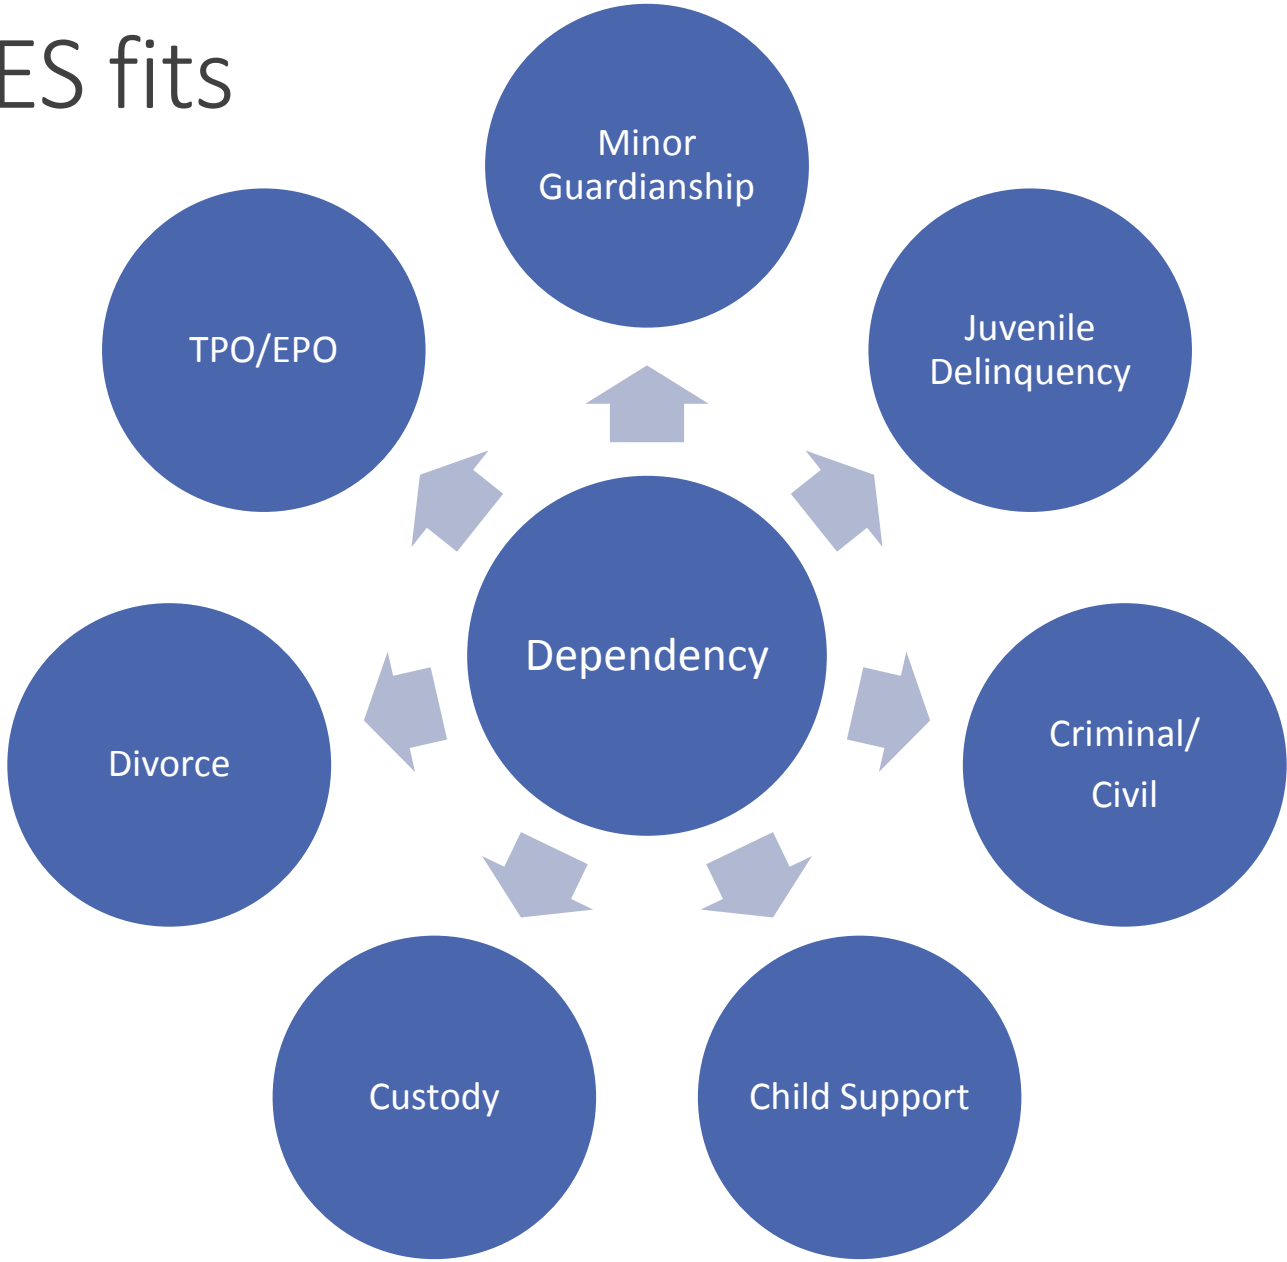 ES fits
Minor
Guardianship
TPO/EPO
Juvenile
Delinquency
Dependency
Divorce
Criminal/
Civil
Custody
Child Support